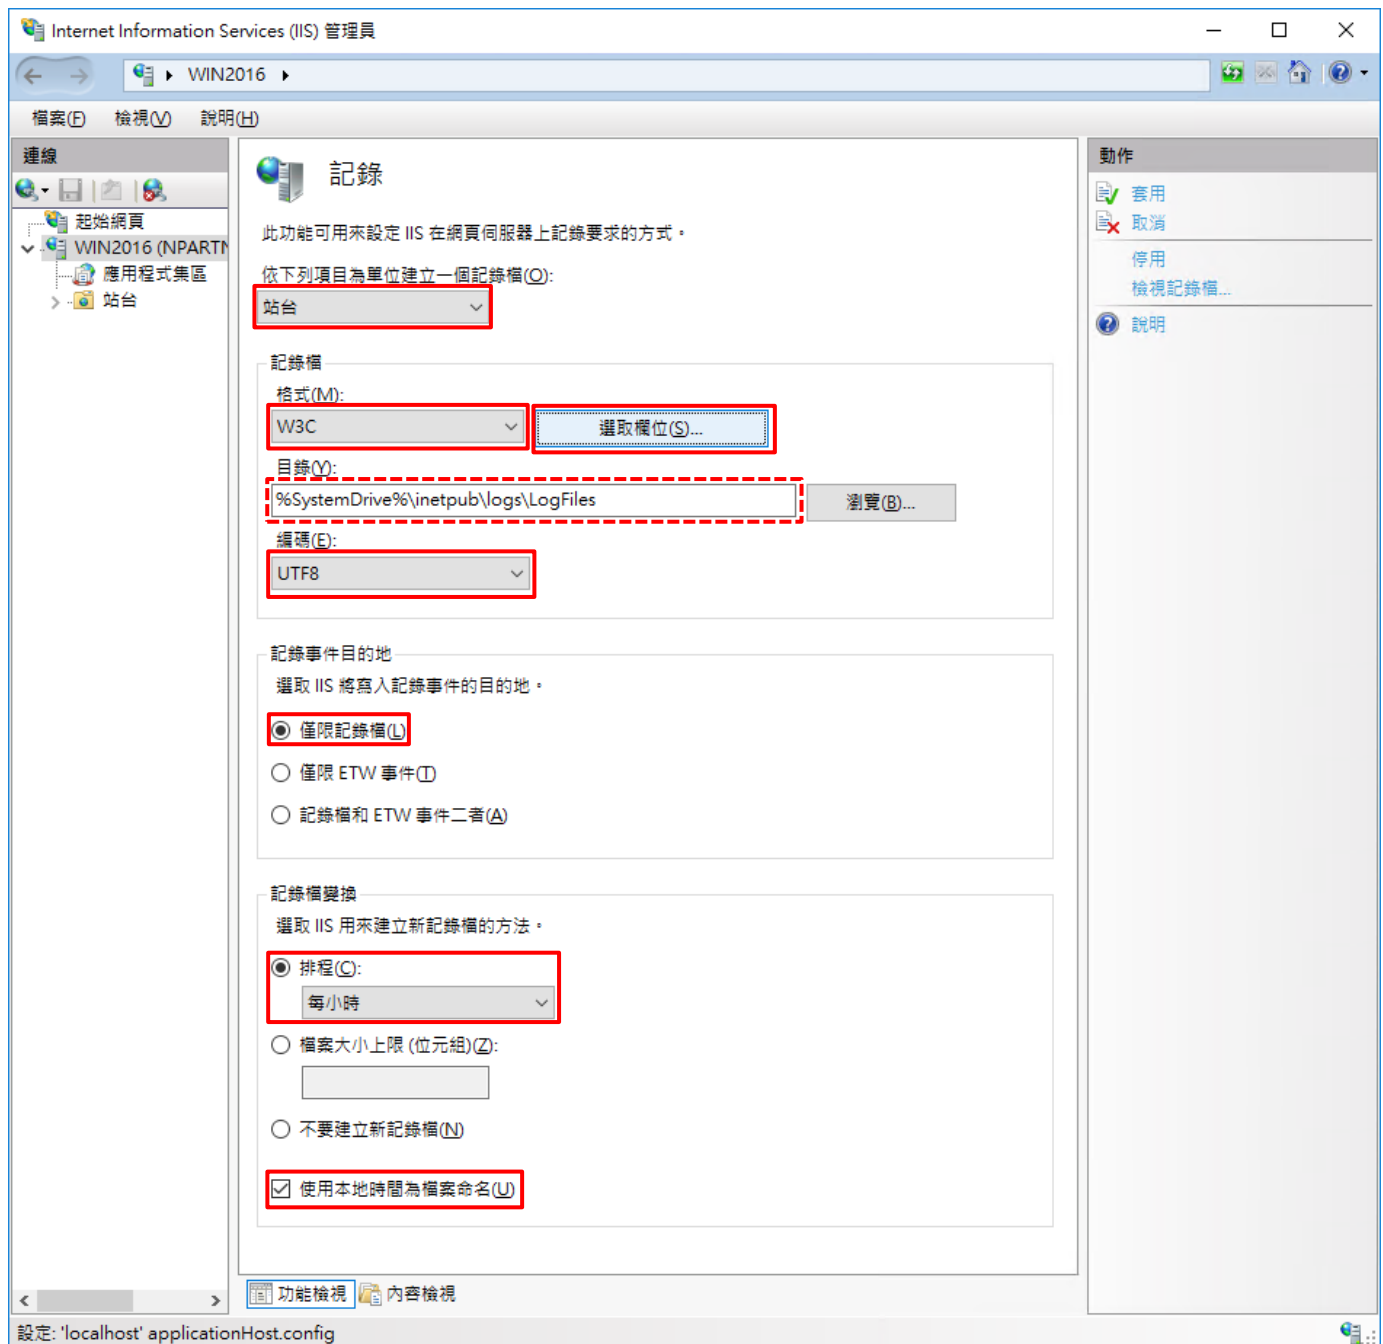 Internet Information Services (IIS) 管理員
WIN2016
檔案(F) 檢視(V) 說明(H)
連線
起始網頁
WIN2016 (NPARTN
應用程式集區
站台
記錄
此功能可用來設定 IIS 在網頁伺服器上記錄要求的方式。
依下列項目為單位建立一個記錄檔(O):
站台
記錄檔
格式(M):
W3C 選取欄位(S)...
目錄(Y):
%SystemDrive%\inetpub\logs\LogFiles 瀏覽(B)...
編碼(E):
UTF8
記錄事件目的地
選取 IIS 將寫入記錄事件的目的地。
僅限記錄檔(L)
僅限 ETW 事件(T)
記錄檔和 ETW 事件二者(A)
記錄檔變換
選取 IIS 用來建立新記錄檔的方法。
排程(C):
每小時
檔案大小上限 (位元組)(Z):
不要建立新記錄檔(N)
使用本地時間為檔案命名(U)
功能檢視 內容檢視
動作
套用
取消
停用
檢視記錄檔...
說明
設定: 'localhost' applicationHost.config